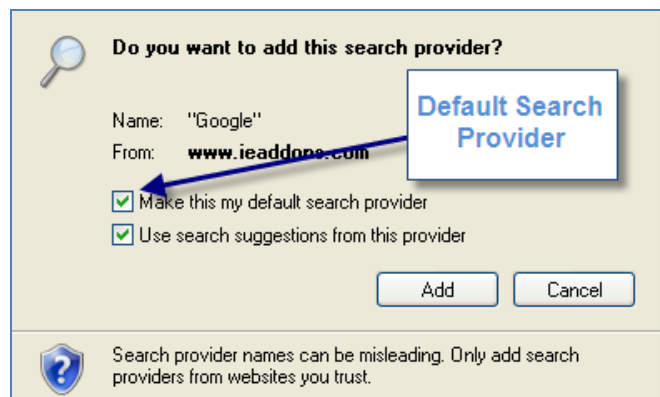 Do you want to add this search provider?
Default Search
Provider
Name: "Google"
From: www.ieaddons.com
Make this my default search provider
Use search suggestions from this provider
Add Cancel
Search provider names can be misleading. Only add search
providers from websites you trust.